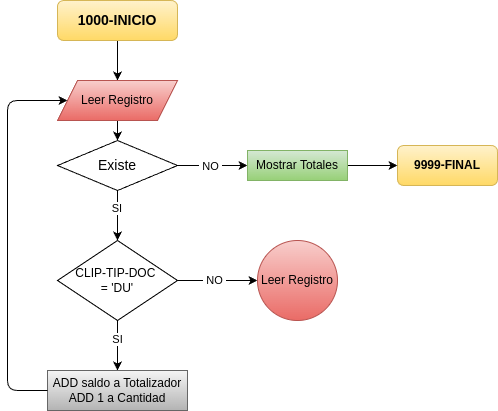 1000-INICIO
Leer Registro
Existe
NO
Mostrar Totales
9999-FINAL
SI
CLIP-TIP-DOC
= 'DU'
NO
Leer Registro
SI
ADD saldo a Totalizador
ADD 1 a Cantidad